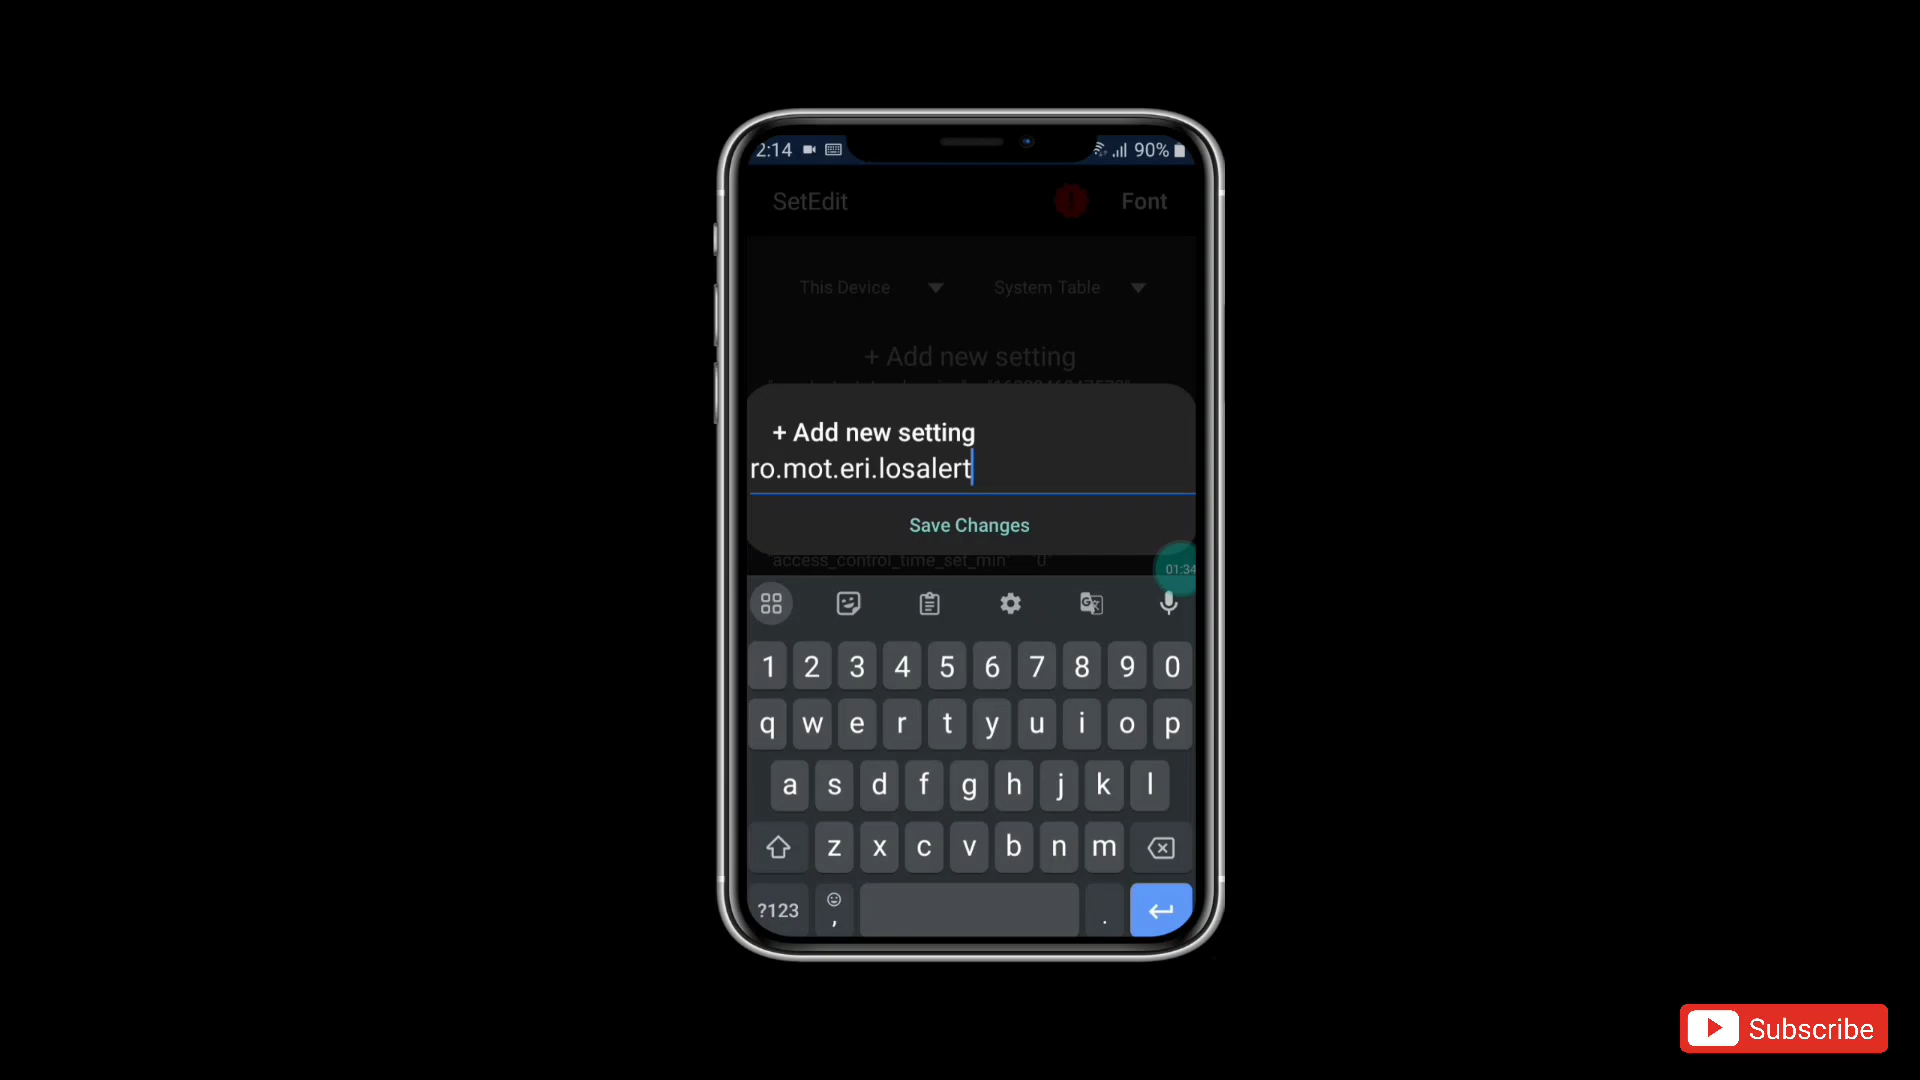 2:14 90%
SetEdit Font
This Device System Table
+ Add new setting
+ Add new setting
ro.mot.eri.losalert
Save Changes
"access_control_time_set_min" "0"
01:34
1 2 3 4 5 6 7 8 9 0
q w e r t y u i o p
a s d f g h j k l
z x c v b n m
?123 , .
Subscribe